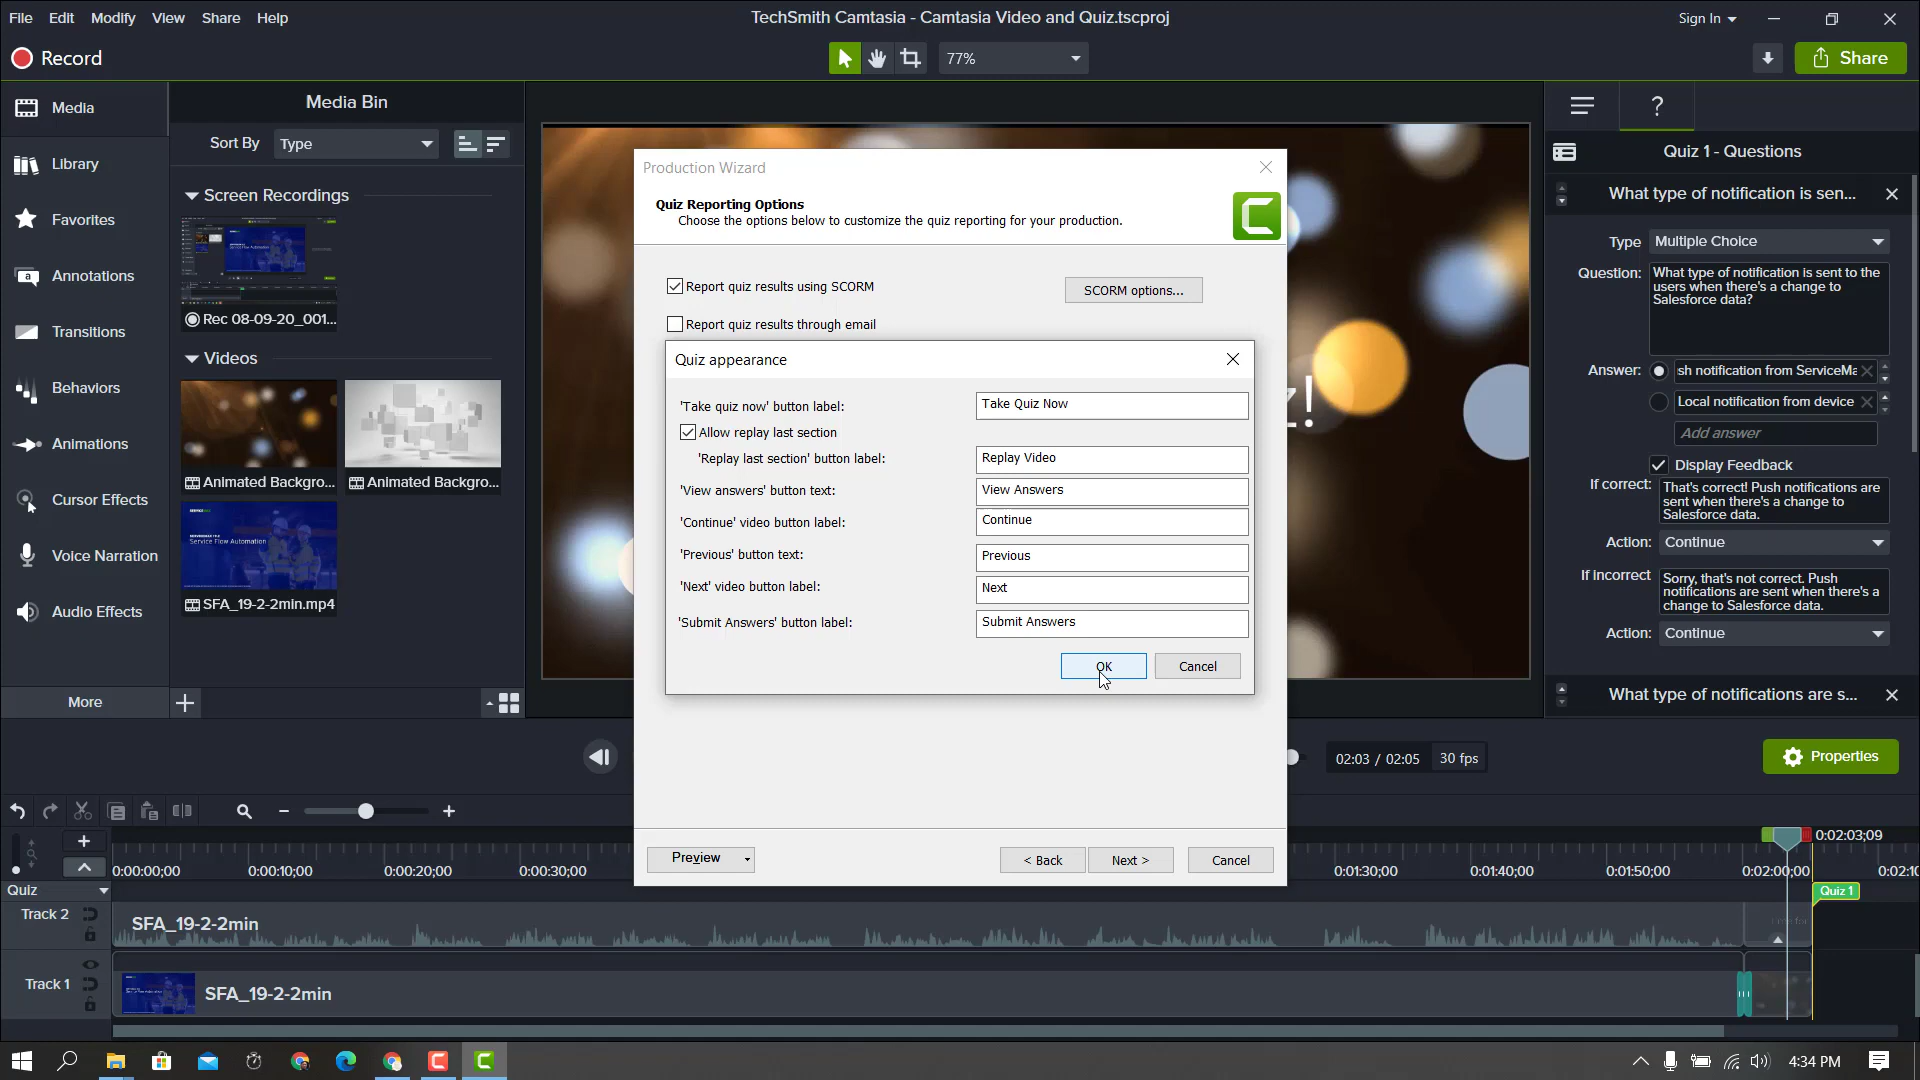 File Edit Modify View Share Help
TechSmith Camtasia - Camtasia Video and Quiz.tscproj
Sign In
Record
77%
Share
Media
Library
Favorites
Annotations
Transitions
Behaviors
Animations
Cursor Effects
Voice Narration
Audio Effects
More
Media Bin
Sort By Type
Screen Recordings
Rec 08-09-20_001...
Videos
Animated Backgro... Animated Backgro...
Service Flow Automation
SFA_19-2-2min.mp4
z!
Production Wizard
Quiz Reporting Options
Choose the options below to customize the quiz reporting for your production.
Report quiz results using SCORM
SCORM options...
Report quiz results through email
Quiz appearance
'Take quiz now' button label: Take Quiz Now
Allow replay last section
'Replay last section' button label: Replay Video
'View answers' button text: View Answers
'Continue' video button label: Continue
'Previous' button text: Previous
'Next' video button label: Next
'Submit Answers' button label: Submit Answers
OK Cancel
Preview < Back Next > Cancel
?
Quiz 1 - Questions
What type of notification is sen...
Type Multiple Choice
Question: What type of notification is sent to the
users when there's a change to
Salesforce data?
Answer: sh notification from ServiceMa
Local notification from device
Add answer
Display Feedback
If correct: That's correct! Push notifications are
sent when there's a change to
Salesforce data.
Action: Continue
If incorrect Sorry, that's not correct. Push
notifications are sent when there's a
change to Salesforce data.
Action: Continue
What type of notifications are s...
02:03 / 02:05 30 fps
Properties
0:02:03;09
0:00:00;00 0:00:10;00 0:00:20;00 0:00:30;00 0:01:30;00 0:01:40;00 0:01:50;00 0:02:00;00 0:02:10
Quiz
Quiz 1
Track 2
SFA_19-2-2min
Track 1
SFA_19-2-2min
4:34 PM